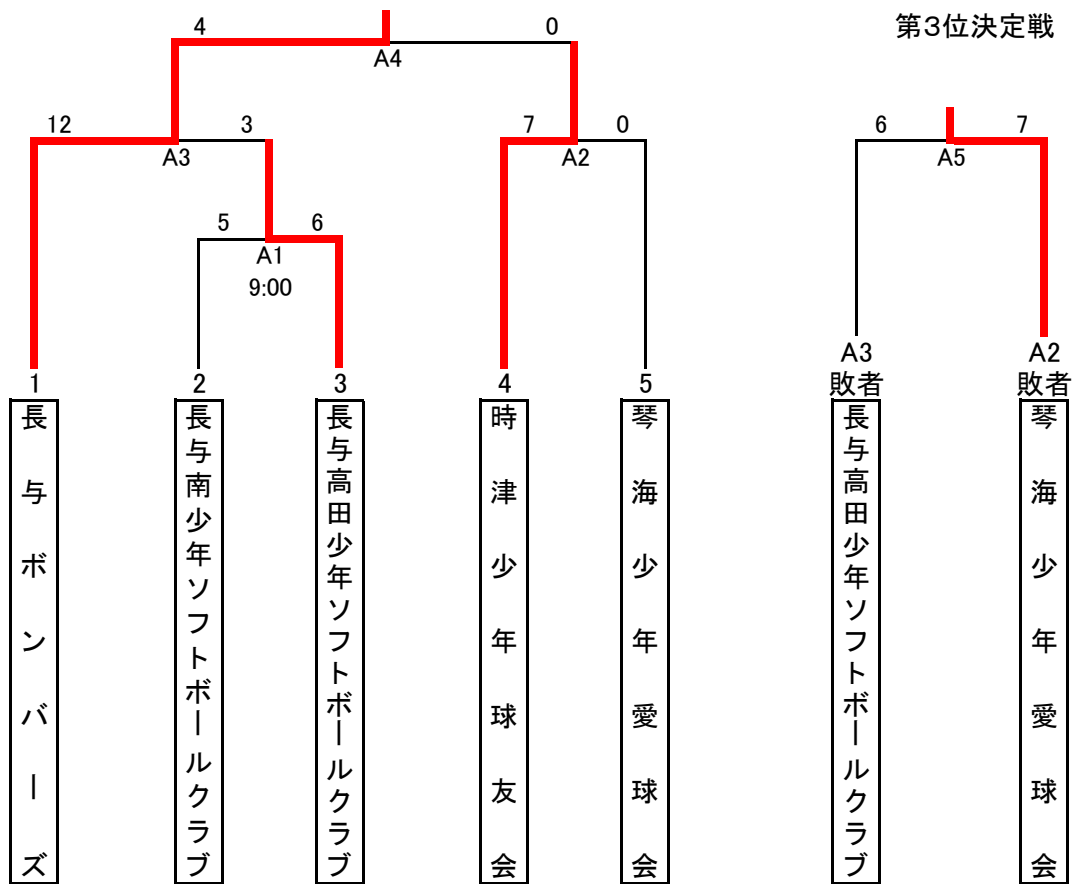 第3位決定戦
4
0
A4
12
3
A3
7
0
A2
6
7
A5
5
6
A1
9:00
A3
敗者
A2
敗者
1
2
3
4
5
長与ボンバーズ
長与南少年ソフトボールクラブ
長与高田少年ソフトボールクラブ
時津少年球友会
琴海少年愛球会
長与高田少年ソフトボールクラブ
琴海少年愛球会